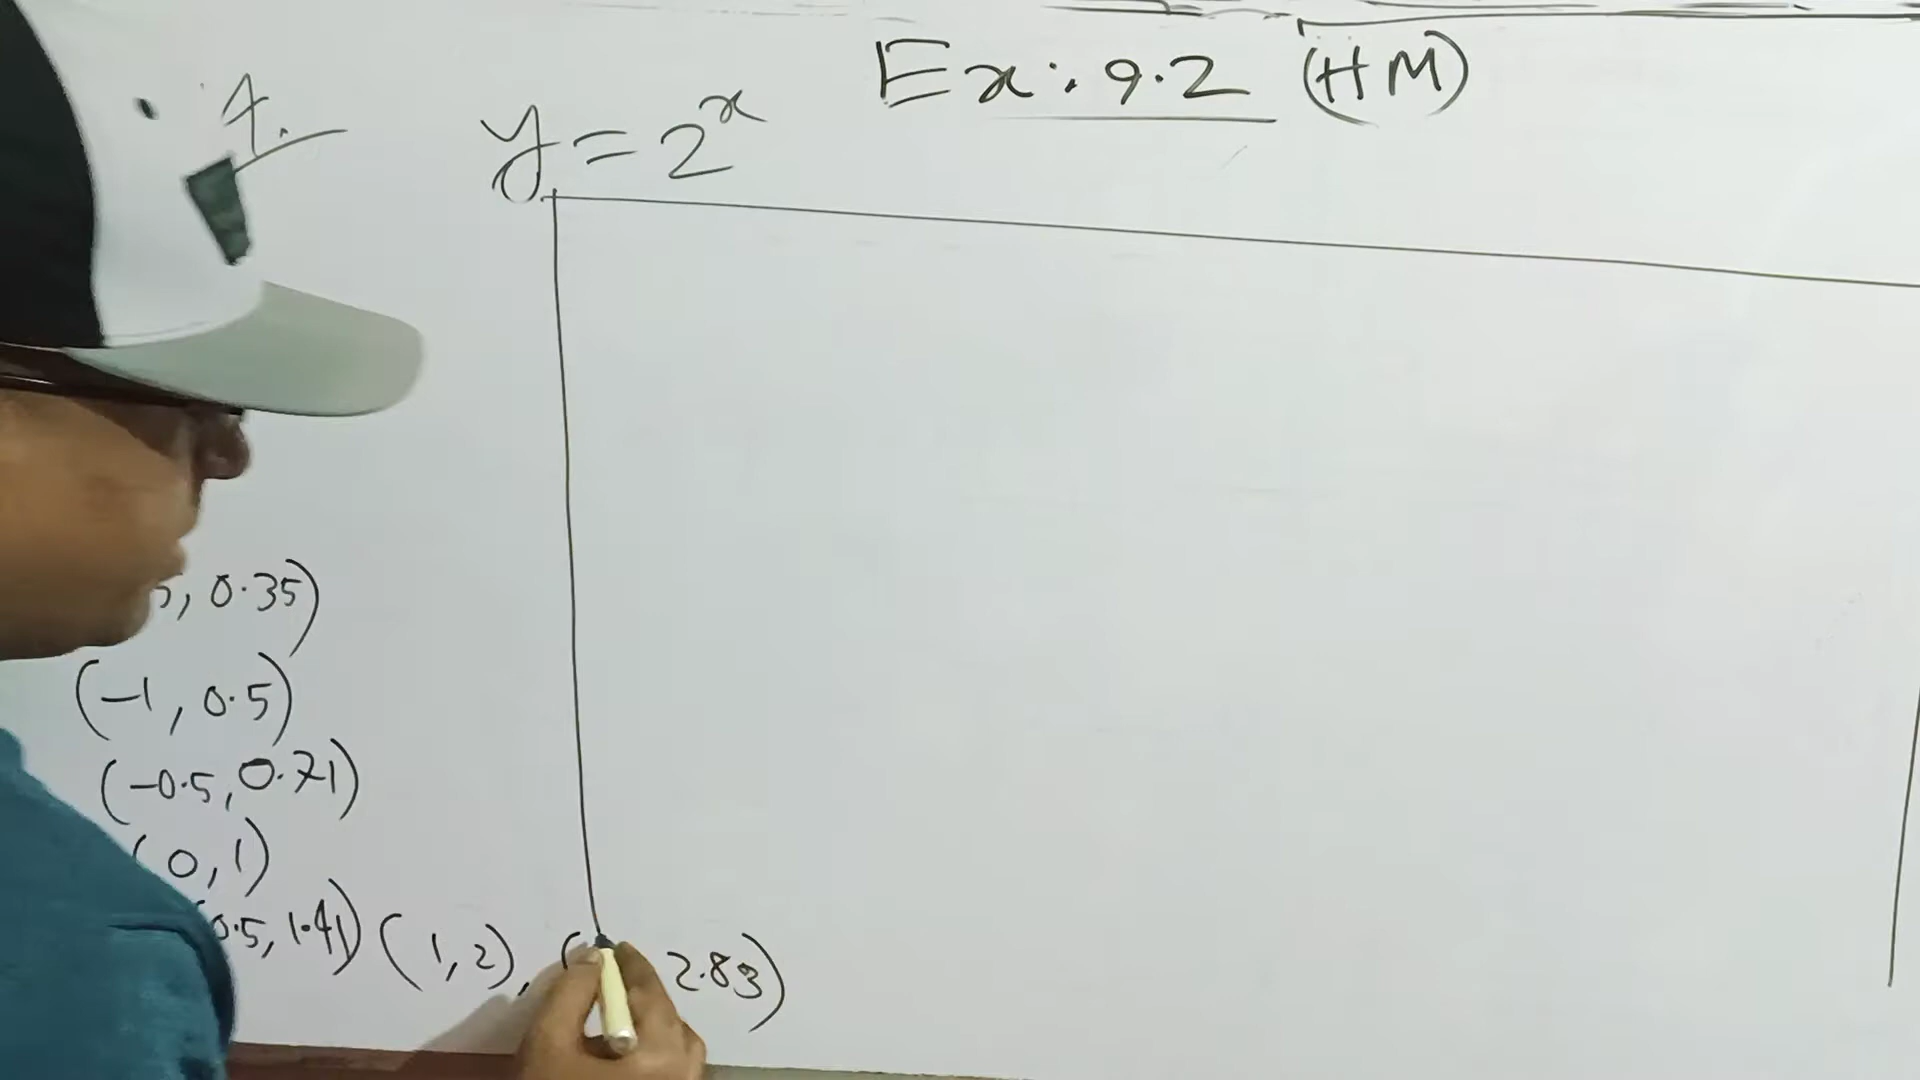 Ex: 9.2 (HM)
4. y = 2^x
, 0.35)
(-1, 0.5)
(-0.5, 0.71)
(0, 1)
0.5, 1.41) (1, 2), ( 2.83)